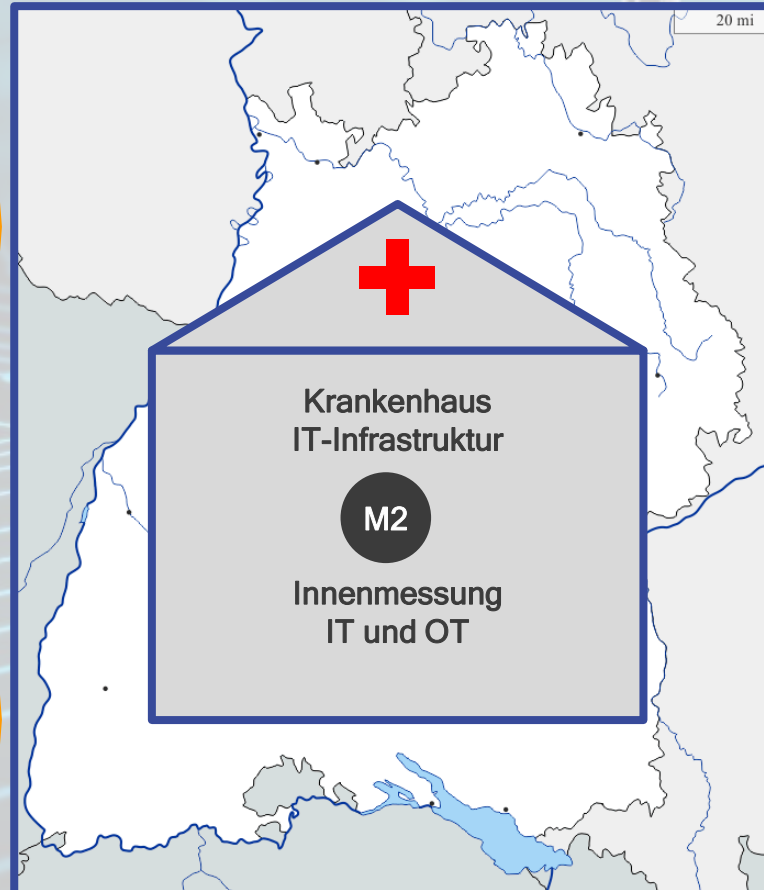 20 mi
Krankenhaus
IT-Infrastruktur
M2
Innenmessung
IT und OT